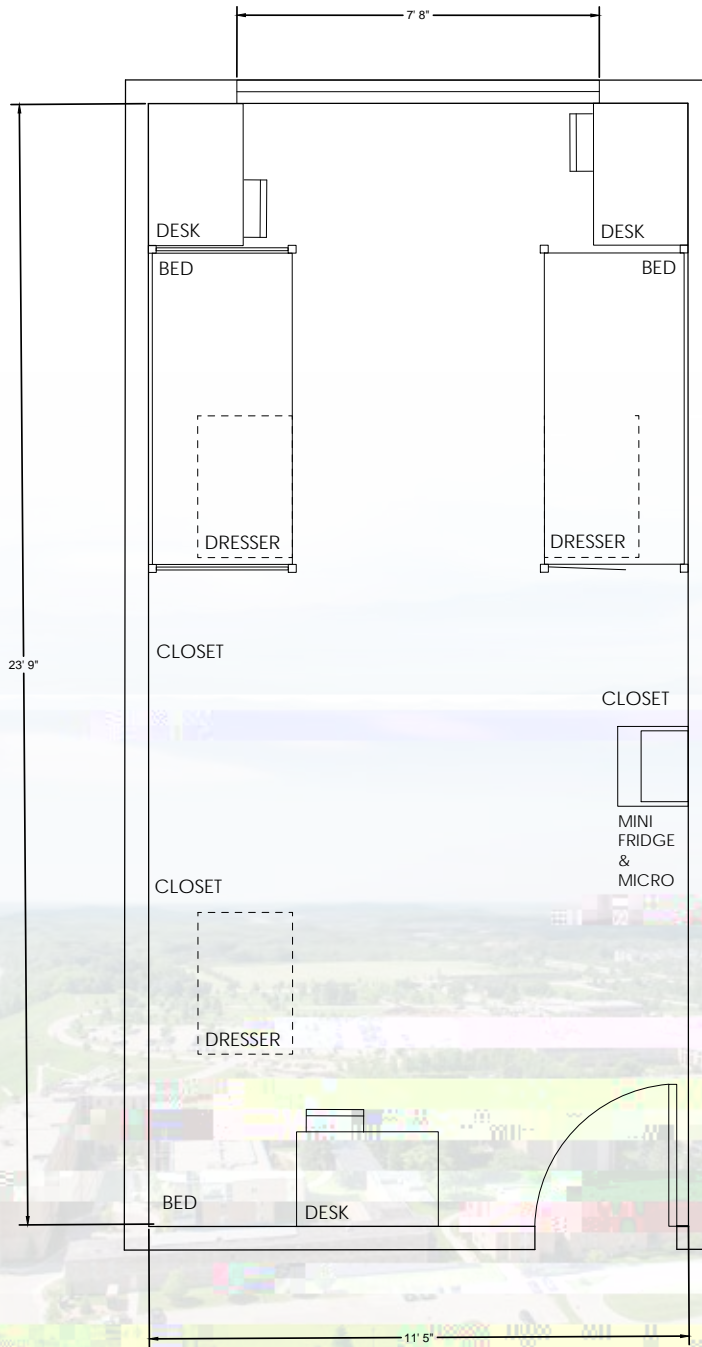 7' 8"
DESK
DESK
BED
BED
DRESSER
DRESSER
CLOSET
23' 9"
CLOSET
MINI
FRIDGE
&
MICRO
CLOSET
DRESSER
BED
DESK
11' 5"